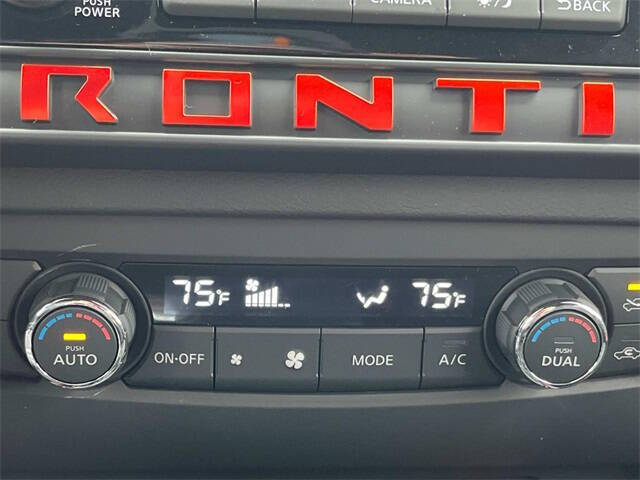 PUSH
POWER
CAMERA
BACK
RONTI
75°F
75°F
PUSH
AUTO
ON·OFF
MODE
A/C
PUSH
DUAL